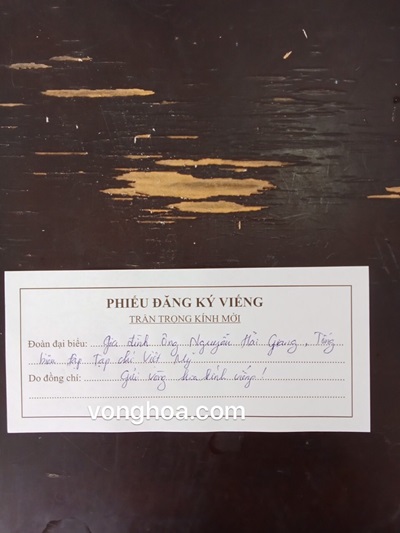 PHIẾU ĐĂNG KÝ VIẾNG
TRÂN TRỌNG KÍNH MỜI
Đoàn đại biểu: Gia đình Ông Nguyễn Hải Giang, Tổng
biên tập Tạp chí Việt Mỹ
Do đồng chí: Gửi vòng hoa kính viếng!
vonghoa.com